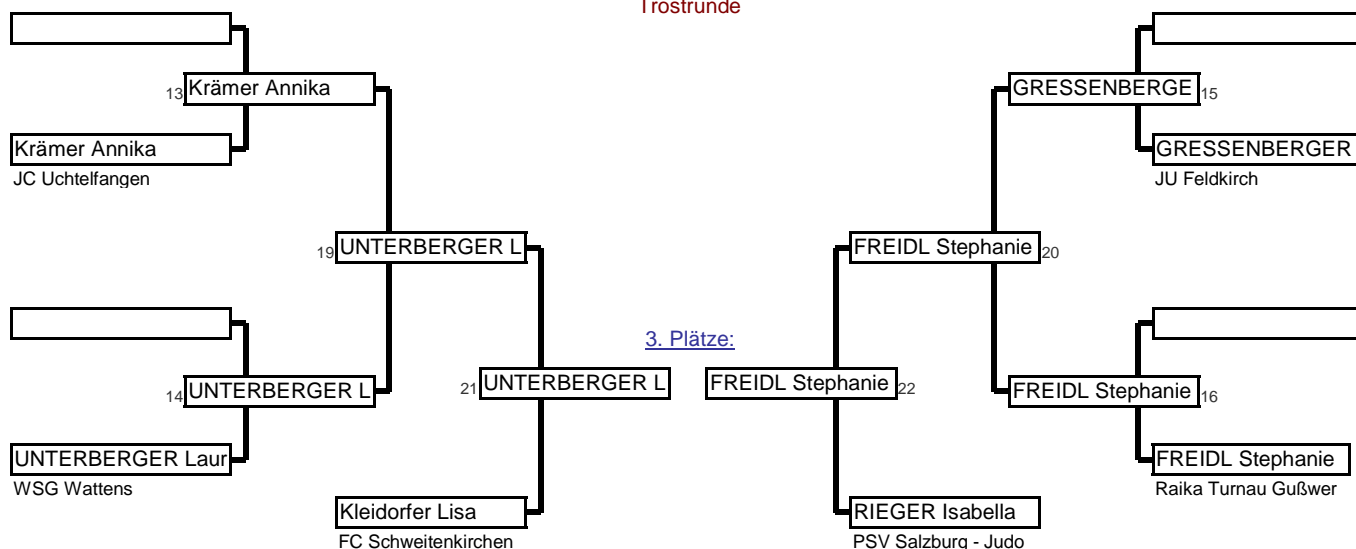 Trostrunde
13 Krämer Annika
GRESSENBERGE 15
Krämer Annika
GRESSENBERGER
JC Uchtelfangen
JU Feldkirch
19 UNTERBERGER L
FREIDL Stephanie 20
3. Plätze:
14 UNTERBERGER L
21 UNTERBERGER L
FREIDL Stephanie 22
FREIDL Stephanie 16
UNTERBERGER Laur
FREIDL Stephanie
WSG Wattens
Raika Turnau Gußwer
Kleidorfer Lisa
RIEGER Isabella
FC Schweitenkirchen
PSV Salzburg - Judo